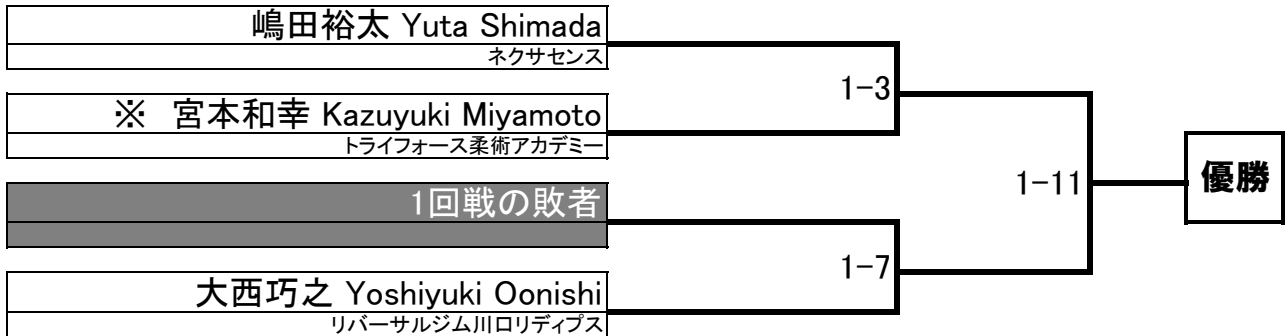 嶋田裕太 Yuta Shimada
ネクサセンス
※ 宮本和幸 Kazuyuki Miyamoto
トライフォース柔術アカデミー
1-3
1回戦の敗者
大西巧之 Yoshiyuki Oonishi
リバーサルジム川口リディプス
1-7
1-11
優勝